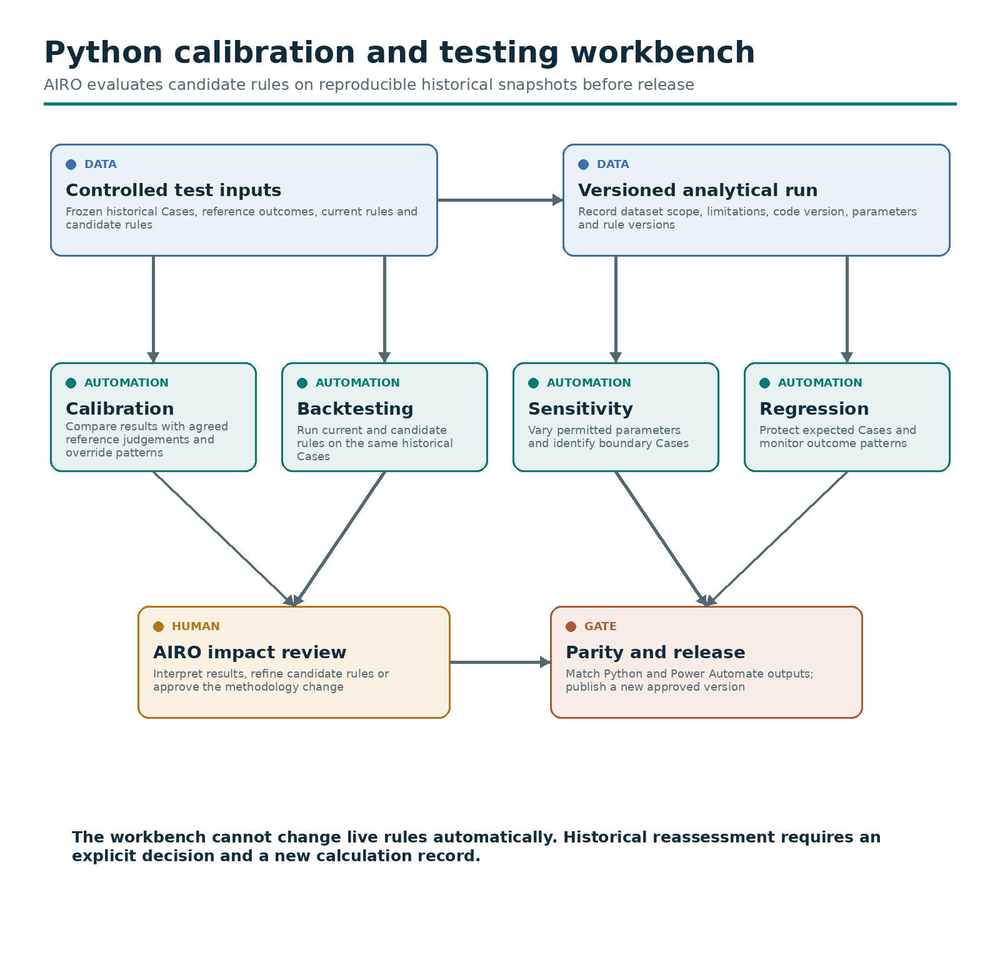 Python calibration and testing workbench
AIRO evaluates candidate rules on reproducible historical snapshots before release
DATA
Controlled test inputs
Frozen historical Cases, reference outcomes, current rules and
candidate rules
DATA
Versioned analytical run
Record dataset scope, limitations, code version, parameters
and rule versions
AUTOMATION
Calibration
Compare results with agreed
reference judgements and
override patterns
AUTOMATION
Backtesting
Run current and candidate
rules on the same historical
Cases
AUTOMATION
Sensitivity
Vary permitted parameters
and identify boundary Cases
AUTOMATION
Regression
Protect expected Cases and
monitor outcome patterns
HUMAN
AIRO impact review
Interpret results, refine candidate rules or
approve the methodology change
GATE
Parity and release
Match Python and Power Automate outputs;
publish a new approved version
The workbench cannot change live rules automatically. Historical reassessment requires an
explicit decision and a new calculation record.